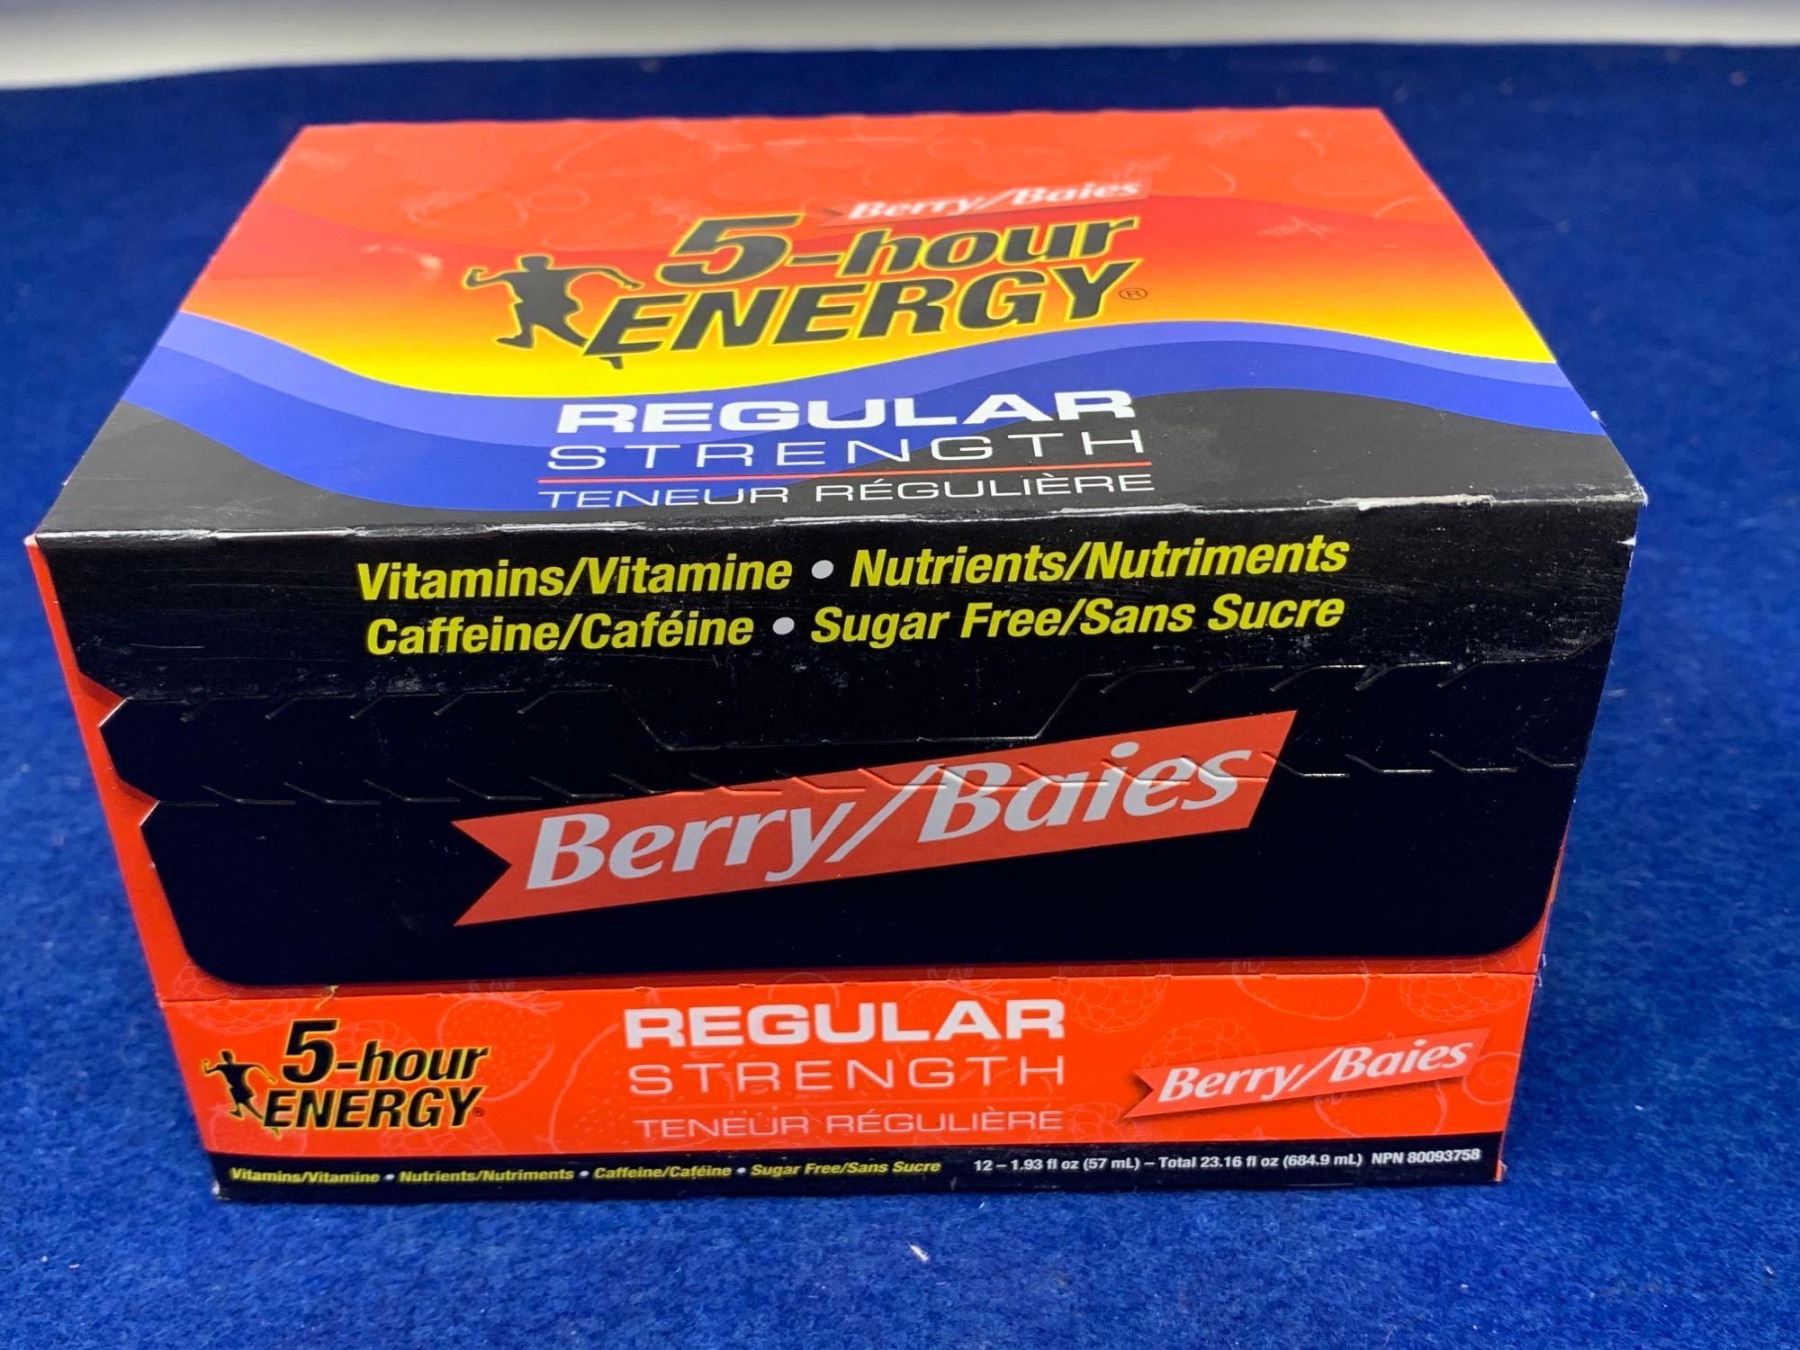 Berry/Baies
5-hour
ENERGY®
REGULAR
STRENGTH
TENEUR RÉGULIÈRE
Vitamins/Vitamine • Nutrients/Nutriments
Caffeine/Caféine • Sugar Free/Sans Sucre
Berry/Baies
5-hour
ENERGY®
REGULAR
STRENGTH
TENEUR RÉGULIÈRE
Berry/Baies
Vitamins/Vitamine • Nutrients/Nutriments • Caffeine/Caféine • Sugar Free/Sans Sucre
12 – 1.93 fl oz (57 mL) – Total 23.16 fl oz (684.9 mL) NPN 80093758